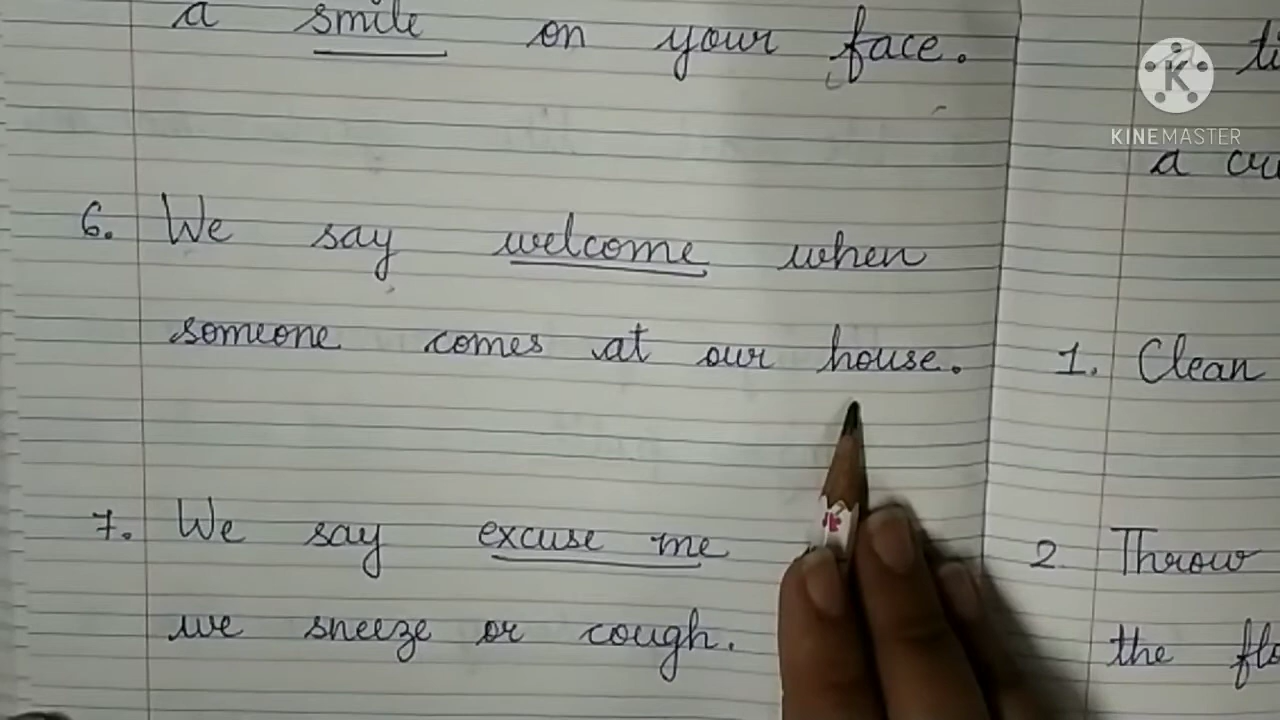 a smile on your face.
6. We say welcome when
someone comes at our house.
7. We say excuse me
we sneeze or cough.
KINEMASTER
a
1. Clean
2. Throw
the